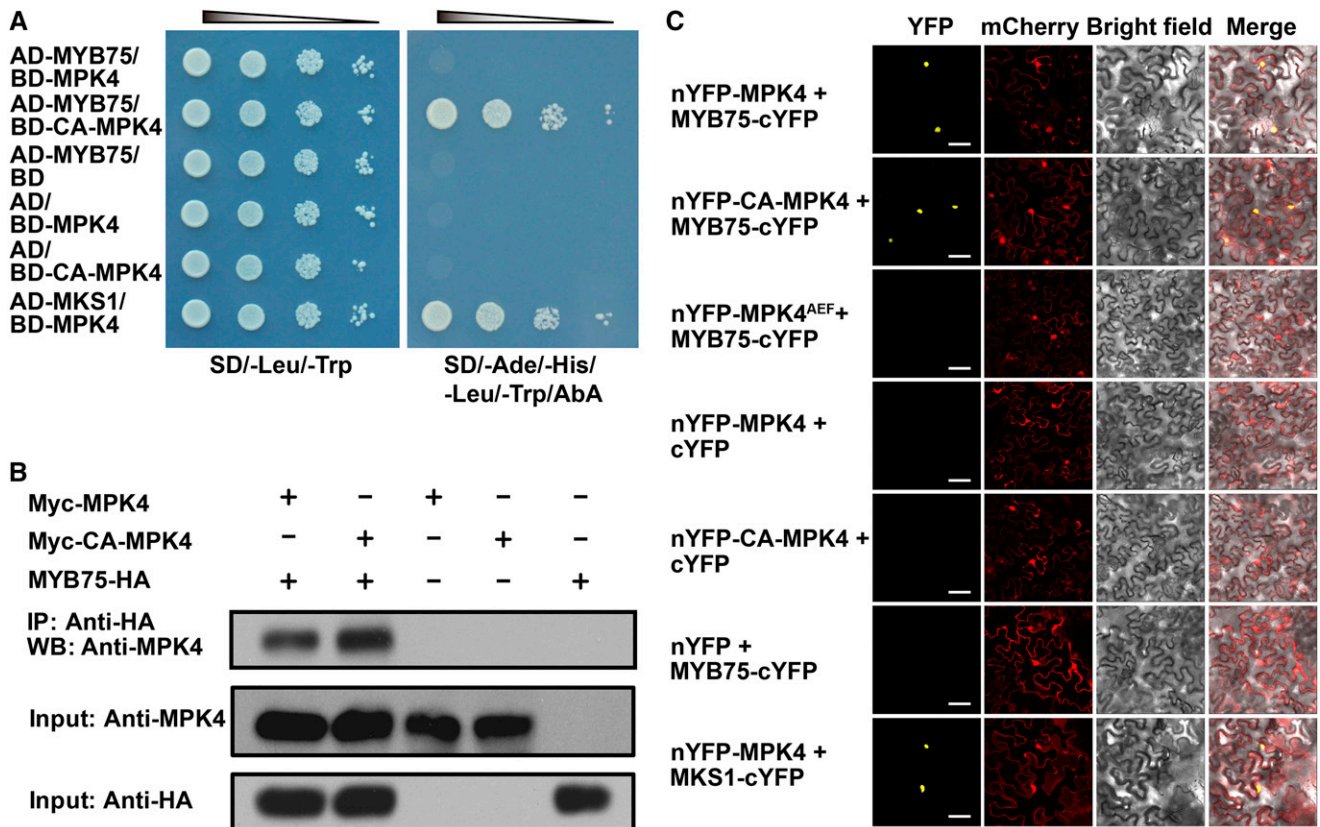 A
AD-MYB75/
BD-MPK4
AD-MYB75/
BD-CA-MPK4
AD-MYB75/
BD
AD/
BD-MPK4
AD/
BD-CA-MPK4
AD-MKS1/
BD-MPK4
SD/-Leu/-Trp
SD/-Ade/-His/
-Leu/-Trp/AbA
B
Myc-MPK4 + − + − −
Myc-CA-MPK4 − + − + −
MYB75-HA + + − − +
IP: Anti-HA
WB: Anti-MPK4
Input: Anti-MPK4
Input: Anti-HA
C
YFP mCherry Bright field Merge
nYFP-MPK4 +
MYB75-cYFP
nYFP-CA-MPK4 +
MYB75-cYFP
nYFP-MPK4AEF+
MYB75-cYFP
nYFP-MPK4 +
cYFP
nYFP-CA-MPK4 +
cYFP
nYFP +
MYB75-cYFP
nYFP-MPK4 +
MKS1-cYFP